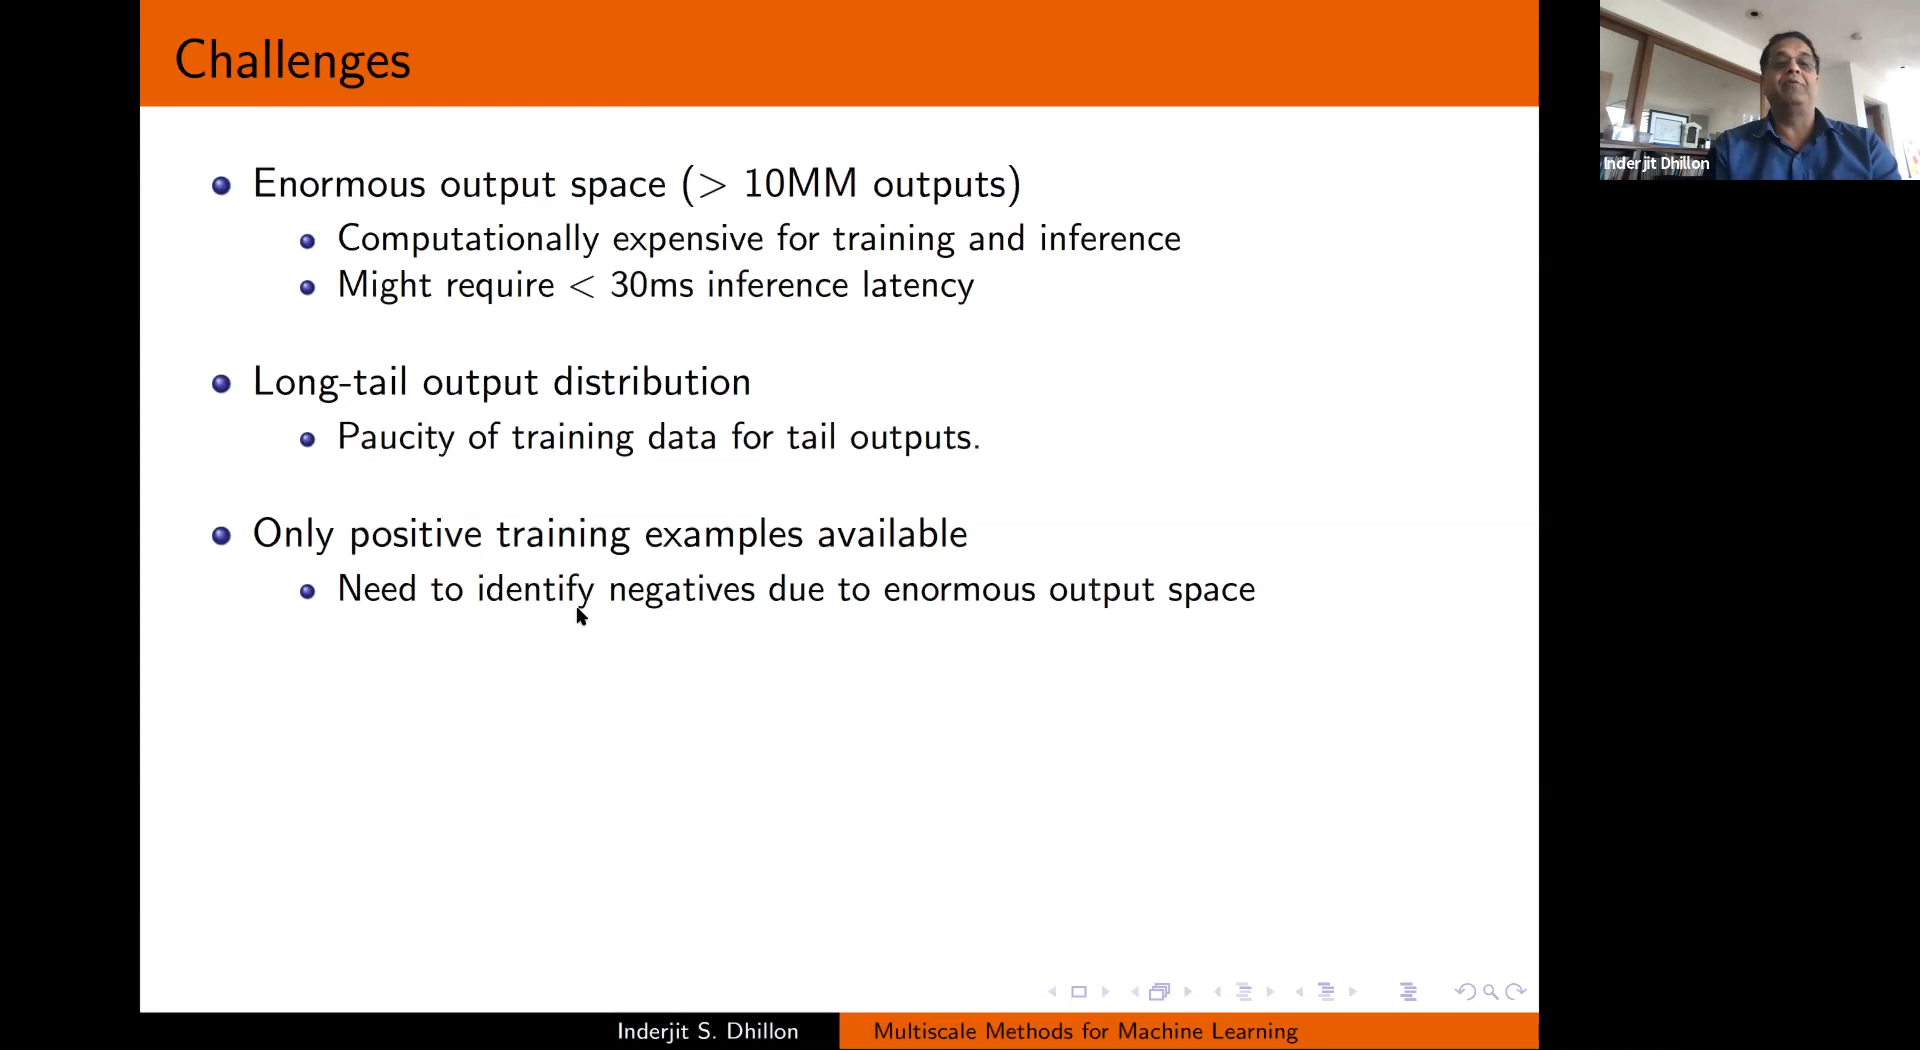 Challenges
Enormous output space (> 10MM outputs)
Computationally expensive for training and inference
Might require < 30ms inference latency
Long-tail output distribution
Paucity of training data for tail outputs.
Only positive training examples available
Need to identify negatives due to enormous output space
Inderjit S. Dhillon
Multiscale Methods for Machine Learning
Inderjit Dhillon